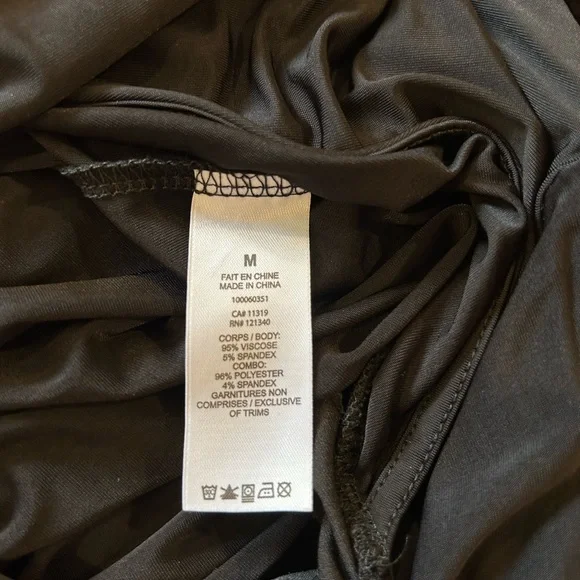 M
FAIT EN CHINE
MADE IN CHINA
100060351
CA# 11319
RN# 121340
CORPS / BODY:
95% VISCOSE
5% SPANDEX
COMBO:
96% POLYESTER
4% SPANDEX
GARNITURES NON
COMPRISES / EXCLUSIVE
OF TRIMS